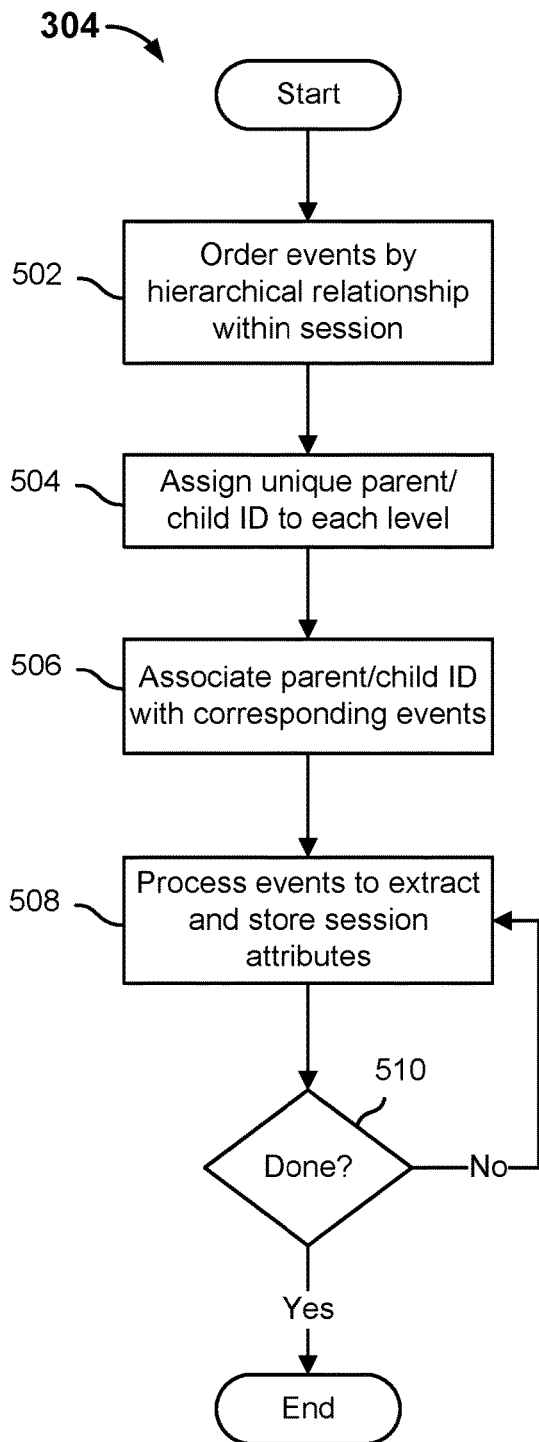 304
Start
502
Order events by
hierarchical relationship
within session
504
Assign unique parent/
child ID to each level
506
Associate parent/child ID
with corresponding events
508
Process events to extract
and store session
attributes
510
Done?
No
Yes
End